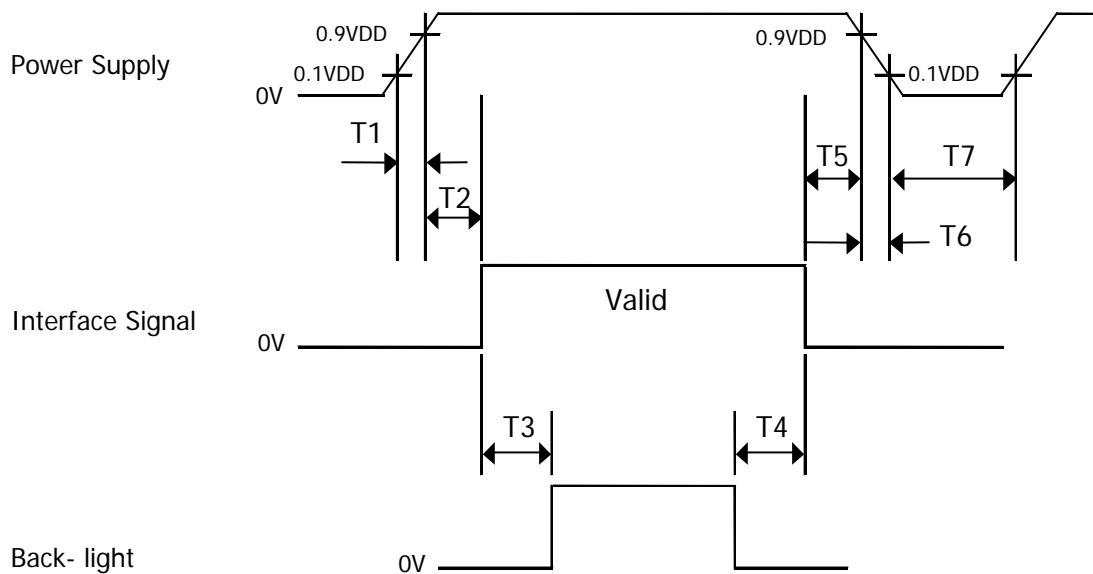 0.9VDD
0.9VDD
Power Supply
0.1VDD
0.1VDD
0V
T1
T5
T7
T2
T6
Valid
Interface Signal
0V
T3
T4
Back- light
0V